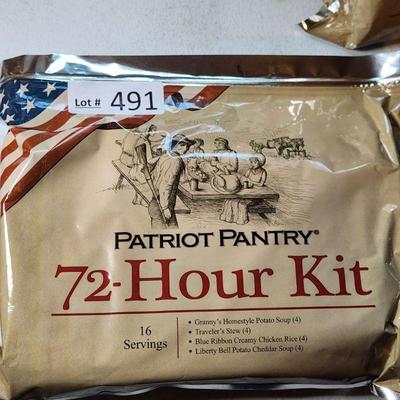 Lot # 491
PATRIOT PANTRY®
72-Hour Kit
16
Servings
• Granny's Homestyle Potato Soup (4)
• Traveler's Stew (4)
• Blue Ribbon Creamy Chicken Rice (4)
• Liberty Bell Potato Cheddar Soup (4)